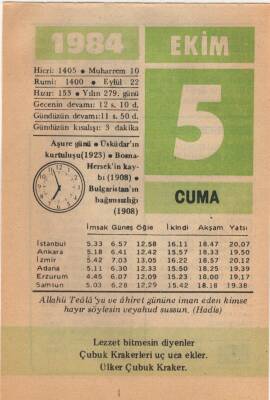 1984
EKİM
Hicri: 1405 • Muharrem 10
Rumi: 1400 • Eylül 22
Hızır: 153 • Yılın 279. günü
Gecenin devamı: 12 s. 10 d.
Gündüzün devamı: 11 s. 50 d.
Gündüzün kısalışı: 3 dakika
5
CUMA
Aşure günü • Üsküdar'ın
kurtuluşu(1923) • Bosna-
Hersek'in kay-
bı (1908) •
Bulgaristan'ın
bağımsızlığı
(1908)
İmsak Güneş Öğle İkindi Akşam Yatsı
İstanbul 5.33 6.57 12.58 16,11 18.47 20,07
Ankara 5.18 6.41 12.42 15.57 18.33 19.50
İzmir 5.42 7.03 13.05 16.22 18.57 20.12
Adana 5.11 6.30 12.33 15.50 18.25 19.39
Erzurum 4.45 6.07 12.09 15.23 18.00 19.17
Samsun 5.03 6.28 12.29 15.42 18.18 19.38
Allahü Teâlâ'ya ve âhiret gününe iman eden kimse
hayır söylesin veyahud sussun. (Hadis)
Lezzet bitmesin diyenler
Çubuk Krakerleri uç uca ekler.
Ülker Çubuk Kraker.